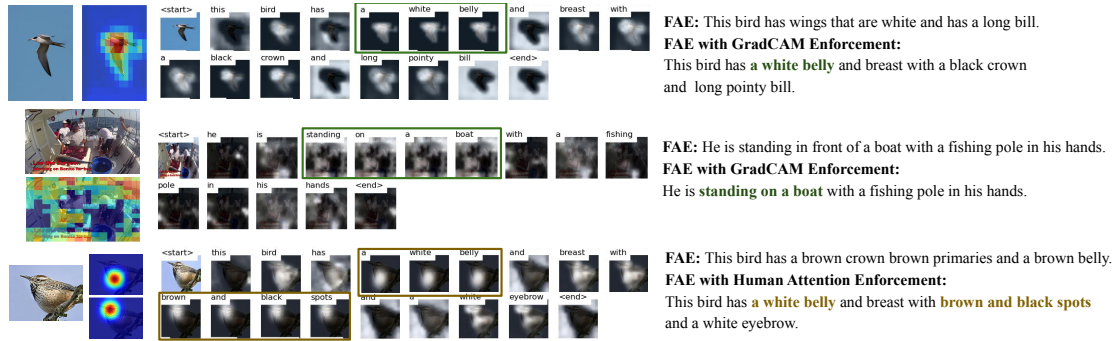 <start> this bird has a white belly and breast with
a black crown and long pointy bill <end>
FAE: This bird has wings that are white and has a long bill.
FAE with GradCAM Enforcement:
This bird has a white belly and breast with a black crown
and long pointy bill.
<start> he is standing on a boat with a fishing
pole in his hands <end>
FAE: He is standing in front of a boat with a fishing pole in his hands.
FAE with GradCAM Enforcement:
He is standing on a boat with a fishing pole in his hands.
<start> this bird has a white belly and breast with
brown and black spots and a white eyebrow <end>
FAE: This bird has a brown crown brown primaries and a brown belly.
FAE with Human Attention Enforcement:
This bird has a white belly and breast with brown and black spots
and a white eyebrow.